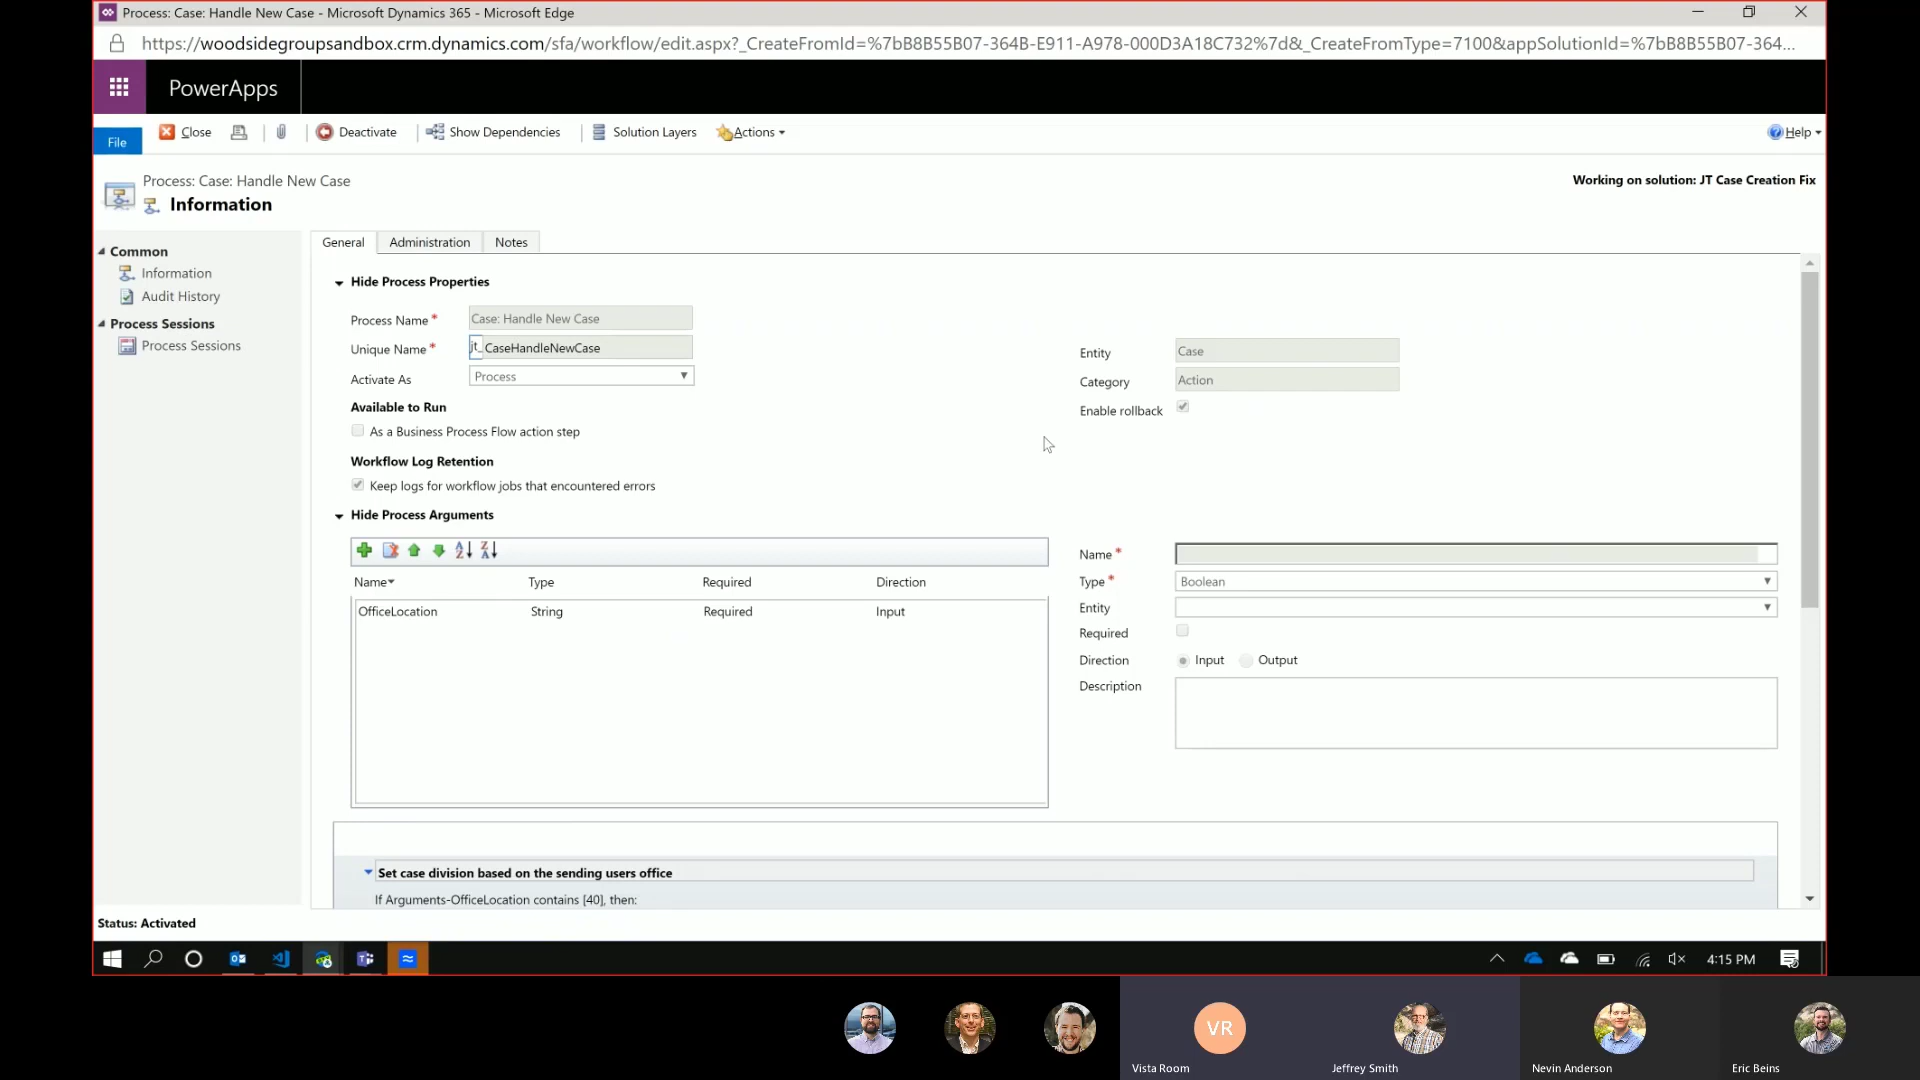 Process: Case: Handle New Case - Microsoft Dynamics 365 - Microsoft Edge
https://woodsidegroupsandbox.crm.dynamics.com/sfa/workflow/edit.aspx?_CreateFromId=%7bB8B55B07-364B-E911-A978-000D3A18C732%7d&_CreateFromType=7100&appSolutionId=%7bB8B55B07-364...
PowerApps
File
Close
Deactivate
Show Dependencies
Solution Layers
Actions
Help
Process: Case: Handle New Case
Information
Working on solution: JT Case Creation Fix
Common
Information
Audit History
Process Sessions
Process Sessions
General
Administration
Notes
Hide Process Properties
Process Name *
Case: Handle New Case
Unique Name *
jt_ CaseHandleNewCase
Activate As
Process
Entity
Case
Category
Action
Enable rollback
Available to Run
As a Business Process Flow action step
Workflow Log Retention
Keep logs for workflow jobs that encountered errors
Hide Process Arguments
Name Type Required Direction
OfficeLocation String Required Input
Name *
Type *
Boolean
Entity
Required
Direction
Input
Output
Description
Set case division based on the sending users office
If Arguments-OfficeLocation contains [40], then:
Status: Activated
4:15 PM
VR
Vista Room
Jeffrey Smith
Nevin Anderson
Eric Beins